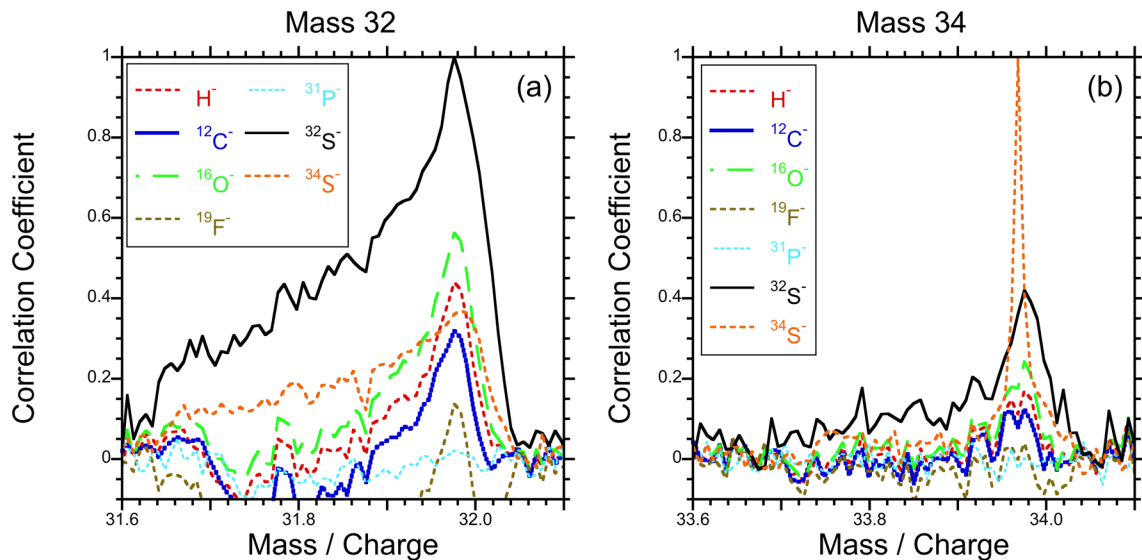 Mass 32
Correlation Coefficient
1
0.8
0.6
0.4
0.2
0
(a)
H⁻
¹²C⁻
¹⁶O⁻
¹⁹F⁻
³¹P⁻
³²S⁻
³⁴S⁻
31.6
31.8
32.0
Mass / Charge
Mass 34
Correlation Coefficient
1
0.8
0.6
0.4
0.2
0
(b)
H⁻
¹²C⁻
¹⁶O⁻
¹⁹F⁻
³¹P⁻
³²S⁻
³⁴S⁻
33.6
33.8
34.0
Mass / Charge